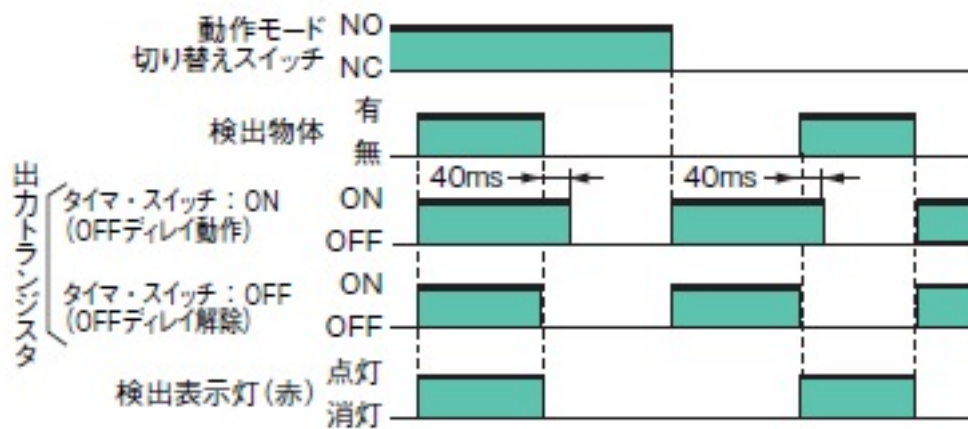 動作モード
切り替えスイッチ
NO
NC
検出物体
有
無
40ms
40ms
出力トランジスタ
タイマ・スイッチ：ON
(OFFディレイ動作)
ON
OFF
タイマ・スイッチ：OFF
(OFFディレイ解除)
ON
OFF
検出表示灯(赤)
点灯
消灯